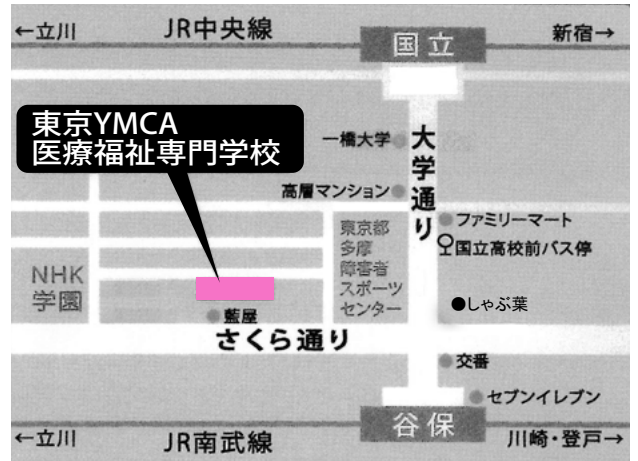 ←立川
JR中央線
国立
新宿→
東京YMCA
医療福祉専門学校
一橋大学
大学通り
高層マンション
ファミリーマート
国立高校前バス停
東京都
多摩
障害者
スポーツ
センター
NHK
学園
しゃぶ葉
藍屋
さくら通り
交番
セブンイレブン
谷保
←立川
JR南武線
川崎・登戸→